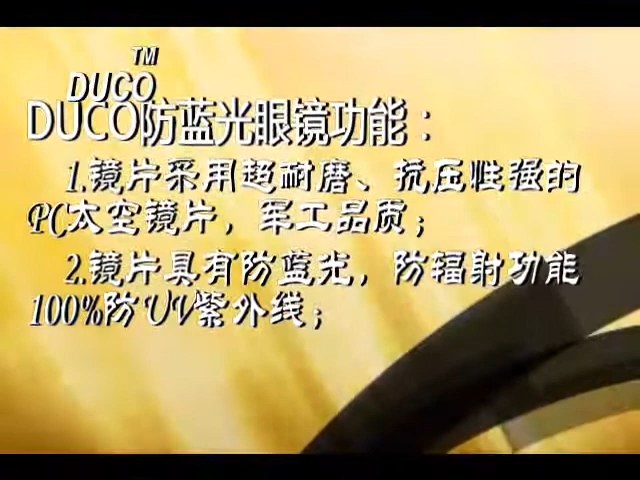 TM
DUCO
DUCO防蓝光眼镜功能：
1.镜片采用超耐磨、抗压性强的
PC太空镜片，军工品质；
2.镜片具有防蓝光，防辐射功能
100%防UV紫外线；